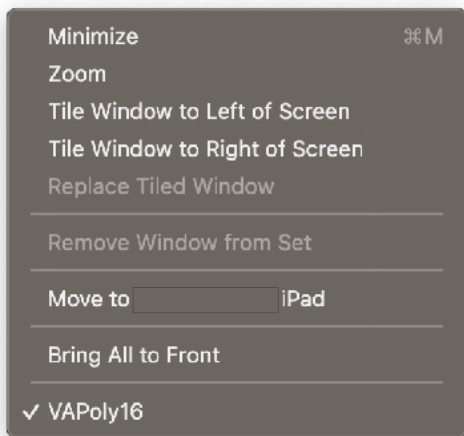 Minimize ⌘M
Zoom
Tile Window to Left of Screen
Tile Window to Right of Screen
Replace Tiled Window
Remove Window from Set
Move to iPad
Bring All to Front
✓ VAPoly16